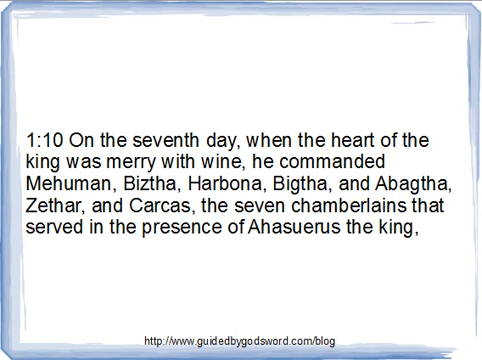 1:10 On the seventh day, when the heart of the
king was merry with wine, he commanded
Mehuman, Biztha, Harbona, Bigtha, and Abagtha,
Zethar, and Carcas, the seven chamberlains that
served in the presence of Ahasuerus the king,
http://www.guidedbygodsword.com/blog